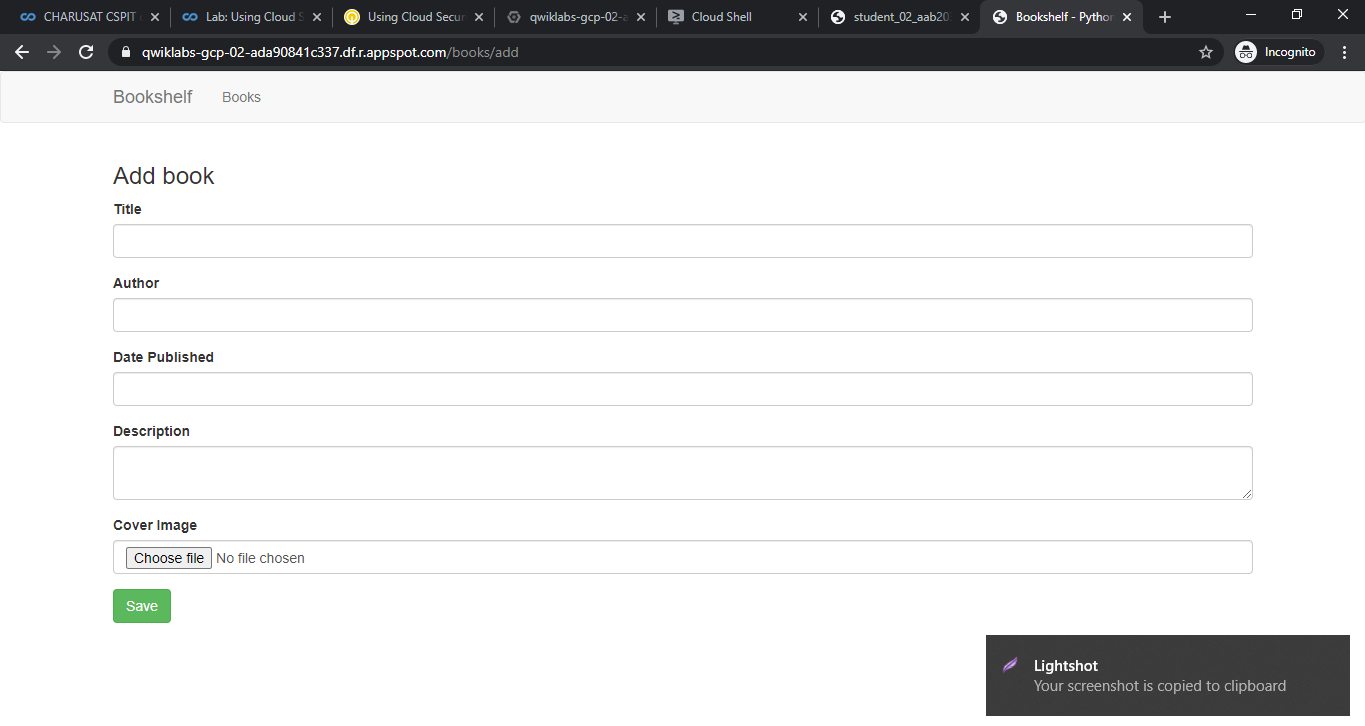 CHARUSAT CSPIT
Lab: Using Cloud S
Using Cloud Secur
qwiklabs-gcp-02-a
Cloud Shell
student_02_aab20
Bookshelf - Pythor
qwiklabs-gcp-02-ada90841c337.df.r.appspot.com/books/add
Incognito
Bookshelf Books
Add book
Title
Author
Date Published
Description
Cover Image
Choose file No file chosen
Save
Lightshot
Your screenshot is copied to clipboard